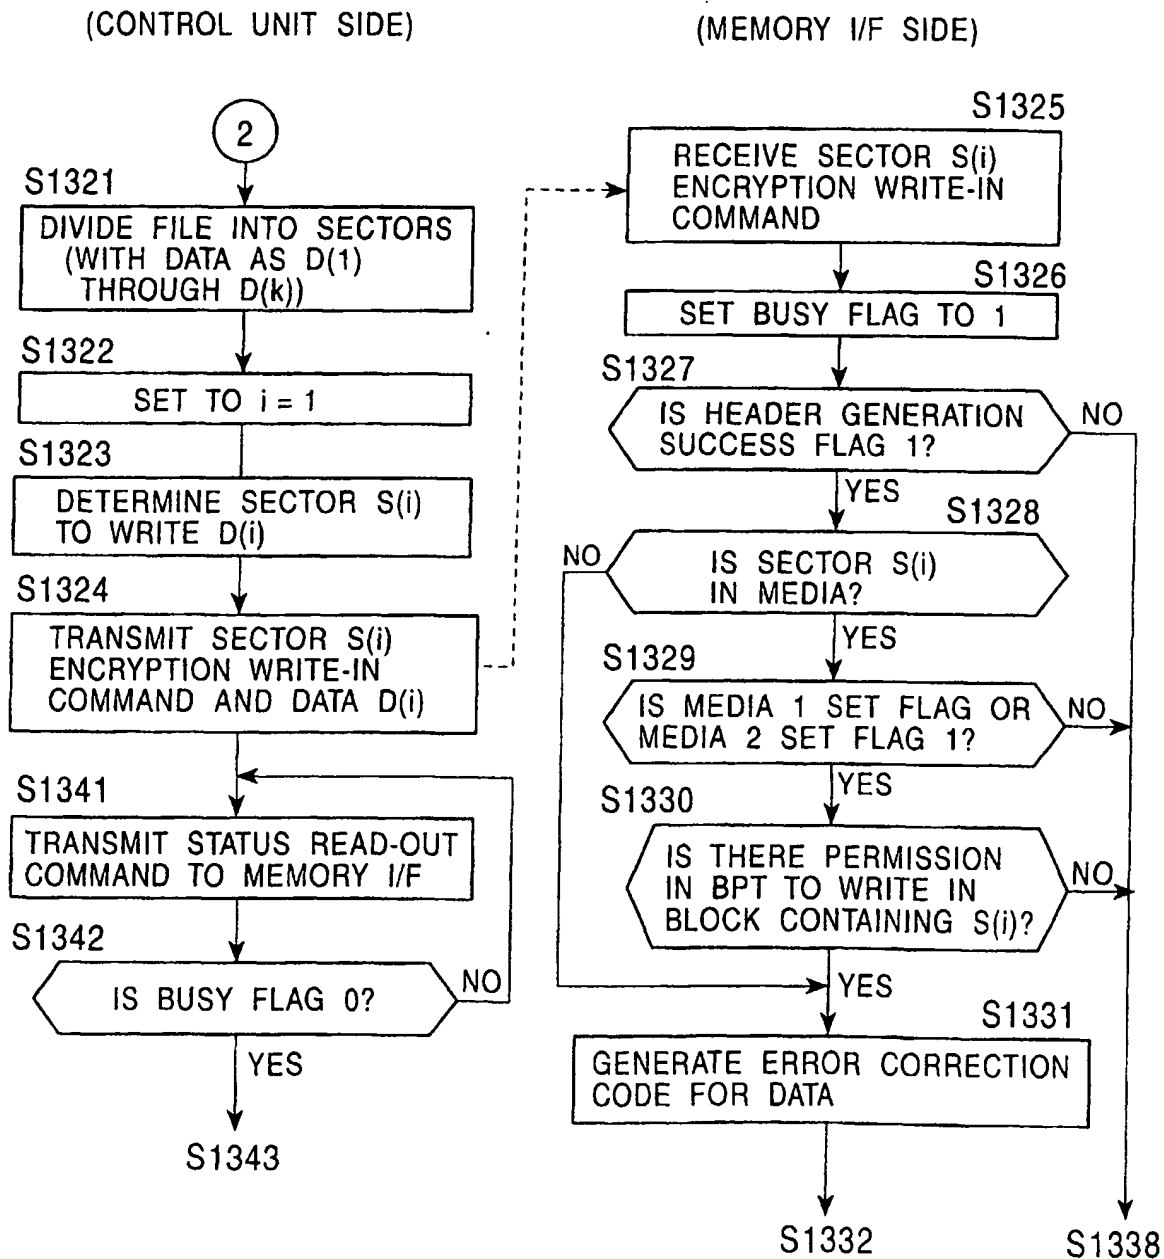 (CONTROL UNIT SIDE)
2
S1321
DIVIDE FILE INTO SECTORS
(WITH DATA AS D(1)
THROUGH D(k))
S1322
SET TO i = 1
S1323
DETERMINE SECTOR S(i)
TO WRITE D(i)
S1324
TRANSMIT SECTOR S(i)
ENCRYPTION WRITE-IN
COMMAND AND DATA D(i)
S1341
TRANSMIT STATUS READ-OUT
COMMAND TO MEMORY I/F
S1342
IS BUSY FLAG 0?
NO
YES
S1343
(MEMORY I/F SIDE)
S1325
RECEIVE SECTOR S(i)
ENCRYPTION WRITE-IN
COMMAND
S1326
SET BUSY FLAG TO 1
S1327
IS HEADER GENERATION
SUCCESS FLAG 1?
NO
YES
S1328
NO
IS SECTOR S(i)
IN MEDIA?
YES
S1329
IS MEDIA 1 SET FLAG OR
MEDIA 2 SET FLAG 1?
NO
YES
S1330
IS THERE PERMISSION
IN BPT TO WRITE IN
BLOCK CONTAINING S(i)?
NO
YES
S1331
GENERATE ERROR CORRECTION
CODE FOR DATA
S1332
S1338